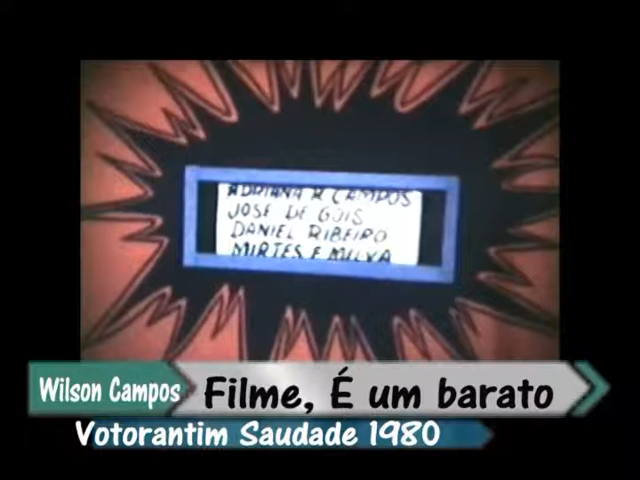 ADRIANA R CAMPOS
JOSE DE GOIS
DANIEL RIBEIRO
MIRTES E MILVA
Wilson Campos
Filme, É um barato
Votorantim Saudade 1980